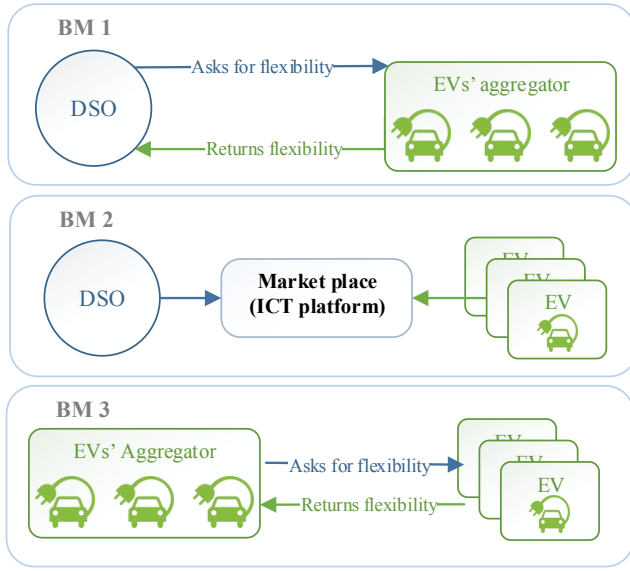 BM 1
DSO
Asks for flexibility
EVs' aggregator
Returns flexibility
BM 2
DSO
Market place
(ICT platform)
EV
EV
EV
BM 3
EVs' Aggregator
Asks for flexibility
Returns flexibility
EV
EV
EV